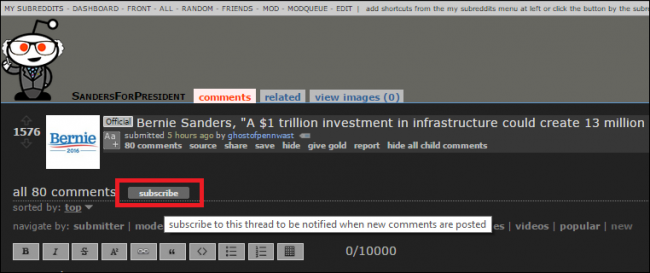 MY SUBREDDITS - DASHBOARD - FRONT - ALL - RANDOM - FRIENDS - MOD - MODQUEUE - EDIT | add shortcuts from the my subreddits menu at left or click the button by the sub
SANDERSFORPRESIDENT comments related view images (0)
1576
Bernie
2016
Official Bernie Sanders, "A $1 trillion investment in infrastructure could create 13 million
Aa +
submitted 5 hours ago by ghostofpennwast
80 comments source share save hide give gold report hide all child comments
all 80 comments subscribe
sorted by: top
subscribe to this thread to be notified when new comments are posted
navigate by: submitter | mode es | videos | popular | new
B I S A² “ <> 0/10000